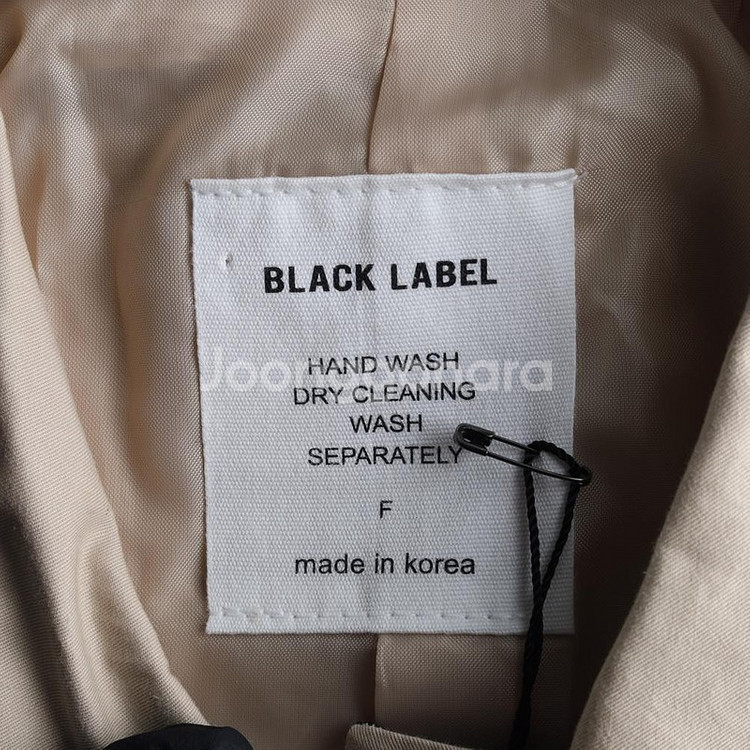 BLACK LABEL
HAND WASH
DRY CLEANING
WASH
SEPARATELY
F
made in korea